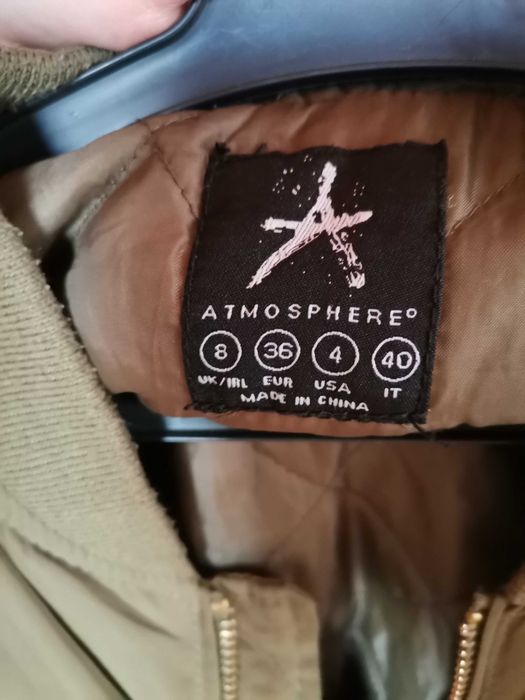 ATMOSPHERE°
8 36 4 40
UK/IRL EUR USA IT
MADE IN CHINA